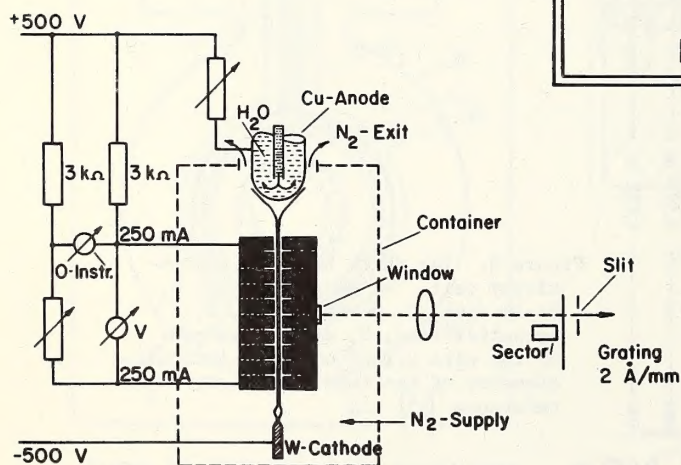 +500 V
Cu-Anode
H2O
N2-Exit
3 kΩ
3 kΩ
Container
250 mA
Window
O-Instr.
Slit
V
Sector
Grating
2 Å/mm
250 mA
N2-Supply
W-Cathode
-500 V